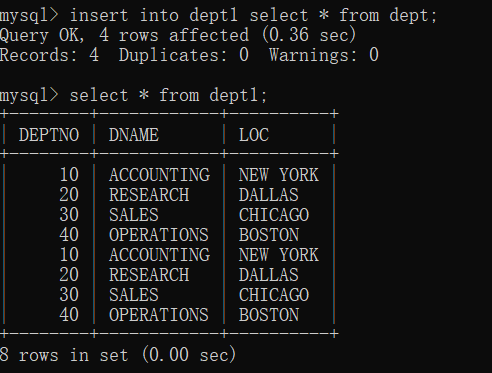 mysql> insert into dept1 select * from dept;
Query OK, 4 rows affected (0.36 sec)
Records: 4  Duplicates: 0  Warnings: 0

mysql> select * from dept1;
+--------+------------+----------+
| DEPTNO | DNAME      | LOC      |
+--------+------------+----------+
|     10 | ACCOUNTING | NEW YORK |
|     20 | RESEARCH   | DALLAS   |
|     30 | SALES      | CHICAGO  |
|     40 | OPERATIONS | BOSTON   |
|     10 | ACCOUNTING | NEW YORK |
|     20 | RESEARCH   | DALLAS   |
|     30 | SALES      | CHICAGO  |
|     40 | OPERATIONS | BOSTON   |
+--------+------------+----------+
8 rows in set (0.00 sec)